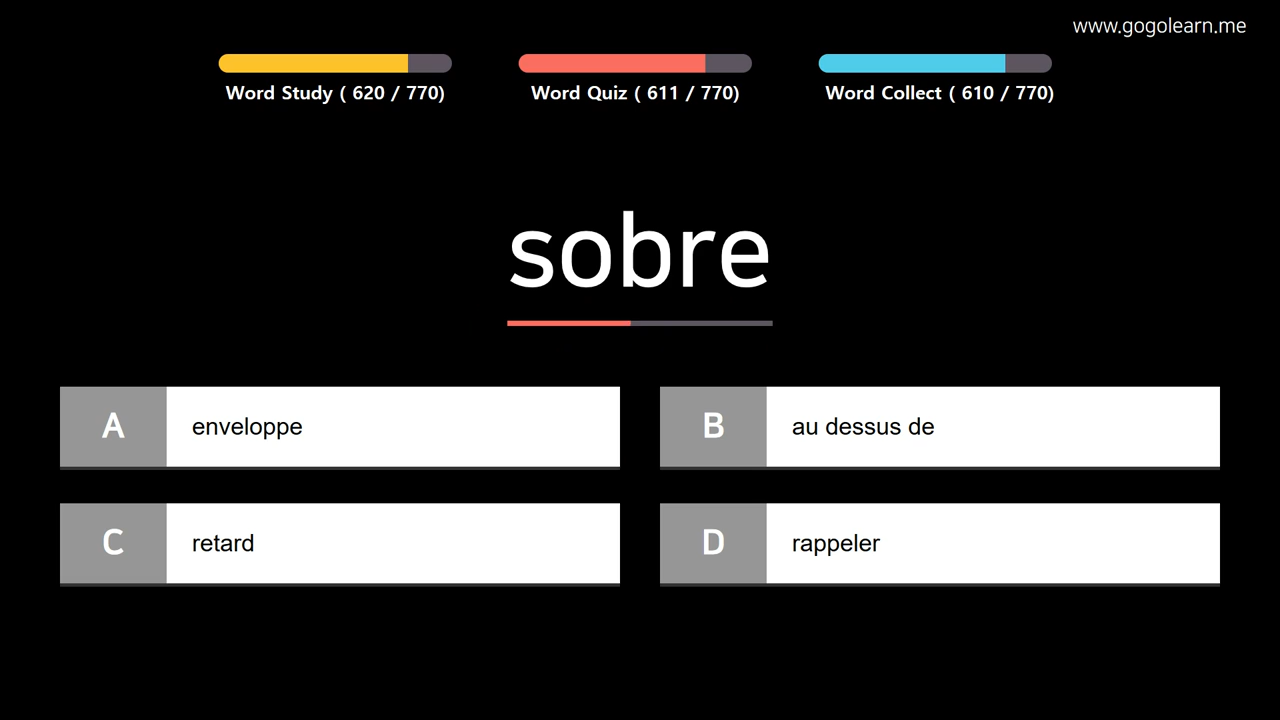 www.gogolearn.me
Word Study ( 620 / 770)
Word Quiz ( 611 / 770)
Word Collect ( 610 / 770)
sobre
A enveloppe
B au dessus de
C retard
D rappeler